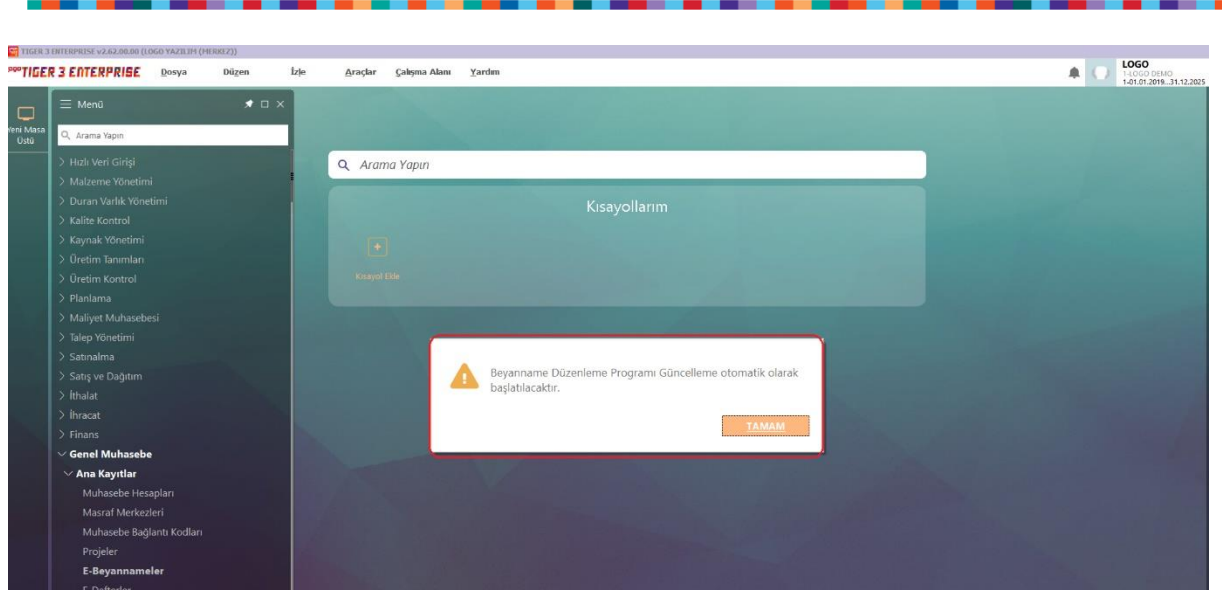 TIGER 3 ENTERPRISE v2.62.00.00 (LOGO YAZILIM (MERKEZ))
TIGER 3 ENTERPRISE Dosya Düzen İzle Araçlar Çalışma Alanı Yardım
LOGO
1-LOGO DEMO
1-01.01.2019...31.12.2025
Yeni Masa
Üstü
Menü
Arama Yapın
Hızlı Veri Girişi
Malzeme Yönetimi
Duran Varlık Yönetimi
Kalite Kontrol
Kaynak Yönetimi
Üretim Tanımları
Üretim Kontrol
Planlama
Maliyet Muhasebesi
Talep Yönetimi
Satınalma
Satış ve Dağıtım
İthalat
İhracat
Finans
Genel Muhasebe
Ana Kayıtlar
Muhasebe Hesapları
Masraf Merkezleri
Muhasebe Bağlantı Kodları
Projeler
E-Beyannameler
E-Defterler
Arama Yapın
Kısayollarım
Kısayol Ekle
Beyanname Düzenleme Programı Güncelleme otomatik olarak
başlatılacaktır.
TAMAM